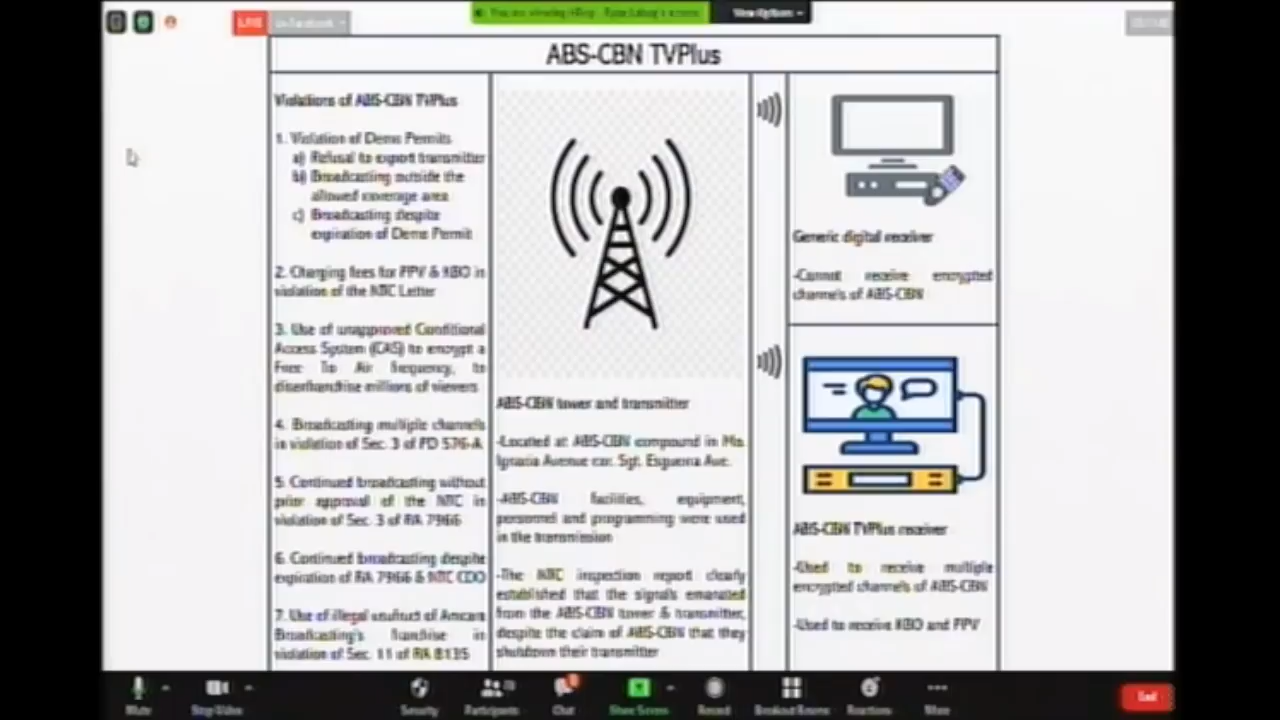 LIVE
on Facebook
View Options
ABS-CBN TVPlus
Violations of ABS-CBN TVPlus
1. Violation of Demo Permits
a) Refusal to export transmitter
b) Broadcasting outside the
allowed coverage area
c) Broadcasting despite
expiration of Demo Permit
2. Charging fees for PPV & KBO in
violation of the NTC Letter
3. Use of unapproved Conditional
Access System (CAS) to encrypt a
Free To Air frequency, to
disenfranchise millions of viewers
4. Broadcasting multiple channels
in violation of Sec. 3 of PD 576-A
5. Continued broadcasting without
prior approval of the NTC in
violation of Sec. 3 of RA 7966
6. Continued broadcasting despite
expiration of RA 7966 & NTC CDO
7. Use of illegal usufruct of Amcara
Broadcasting's franchise in
violation of Sec. 11 of RA 8135
ABS-CBN tower and transmitter
-Located at ABS-CBN compound in Mo.
Ignacia Avenue cor. Sgt. Esguerra Ave.
-ABS-CBN facilities, equipment,
personnel and programming were used
in the transmission
-The NTC inspection report clearly
established that the signals emanated
from the ABS-CBN tower & transmitter,
despite the claim of ABS-CBN that they
shutdown their transmitter
Generic digital receiver
-Cannot receive encrypted
channels of ABS-CBN
ABS-CBN TVPlus receiver
-Used to receive multiple
encrypted channels of ABS-CBN
-Used to receive KBO and PPV
Mute
Stop Video
Security
Participants
Chat
Share Screen
Record
Breakout Rooms
Reactions
More
End